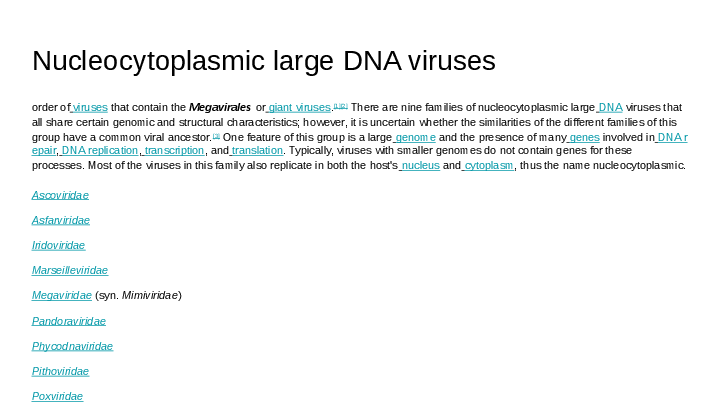 Nucleocytoplasmic large DNA viruses
order of viruses that contain the Megavirales or giant viruses.[1][2] There are nine families of nucleocytoplasmic large DNA viruses that
all share certain genomic and structural characteristics; however, it is uncertain whether the similarities of the different families of this
group have a common viral ancestor.[3] One feature of this group is a large genome and the presence of many genes involved in DNA r
epair, DNA replication, transcription, and translation. Typically, viruses with smaller genomes do not contain genes for these
processes. Most of the viruses in this family also replicate in both the host's nucleus and cytoplasm, thus the name nucleocytoplasmic.
Ascoviridae
Asfarviridae
Iridoviridae
Marseilleviridae
Megaviridae (syn. Mimiviridae)
Pandoraviridae
Phycodnaviridae
Pithoviridae
Poxviridae